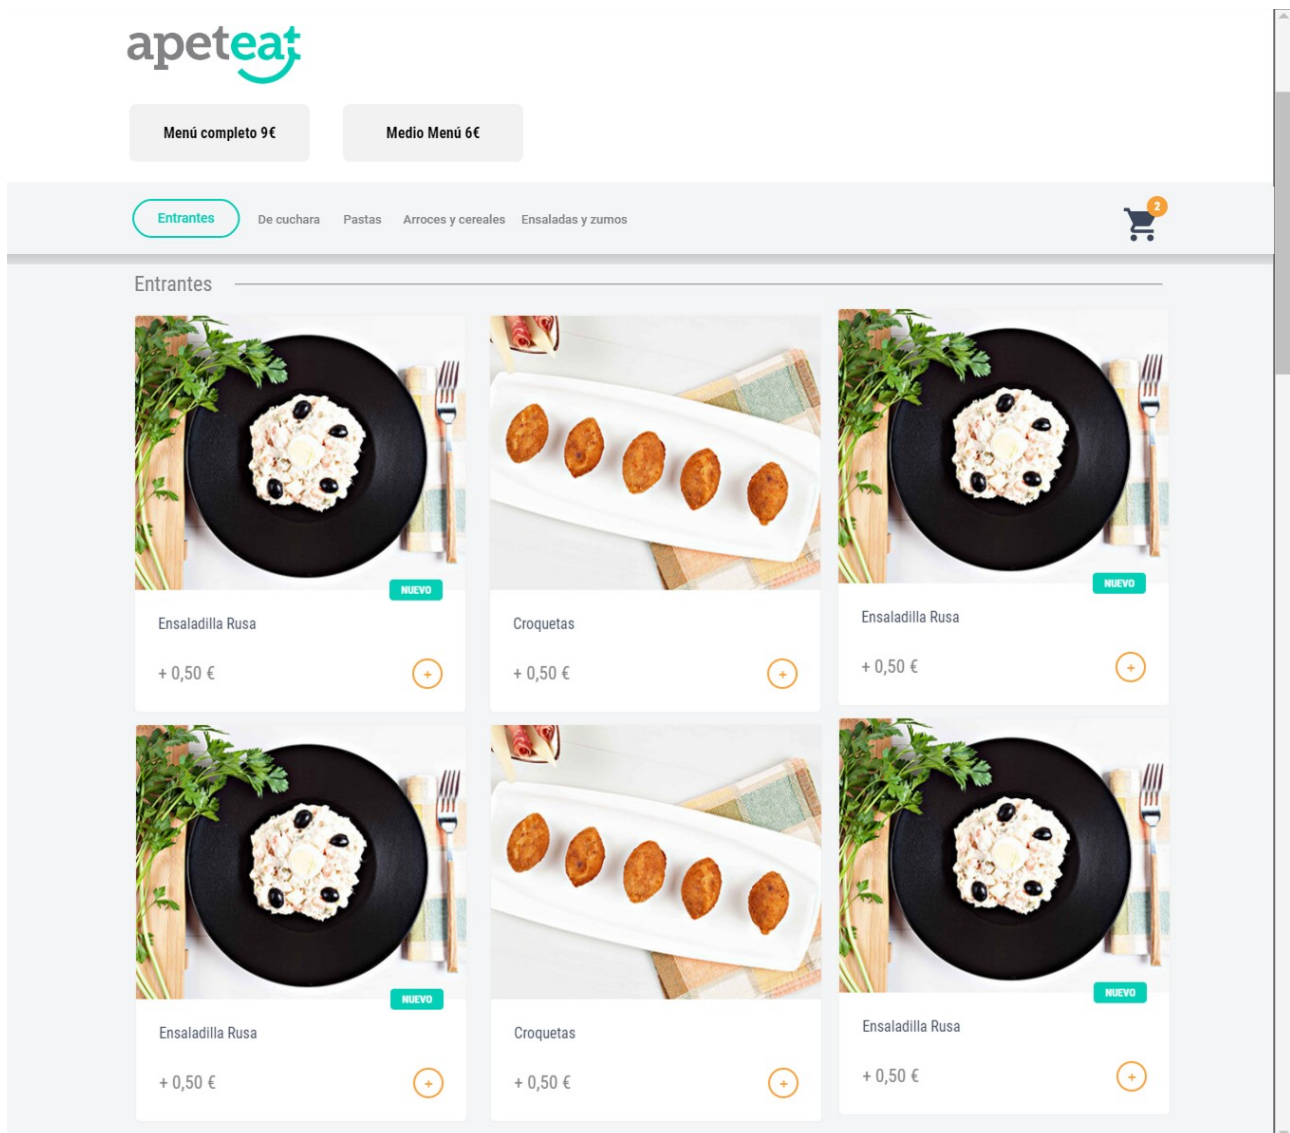 apeteat
Menú completo 9€
Medio Menú 6€
Entrantes
De cuchara
Pastas
Arroces y cereales
Ensaladas y zumos
2
Entrantes
NUEVO
Ensaladilla Rusa
+ 0,50 €
+
Croquetas
+ 0,50 €
+
NUEVO
Ensaladilla Rusa
+ 0,50 €
+
NUEVO
Ensaladilla Rusa
+ 0,50 €
+
Croquetas
+ 0,50 €
+
NUEVO
Ensaladilla Rusa
+ 0,50 €
+